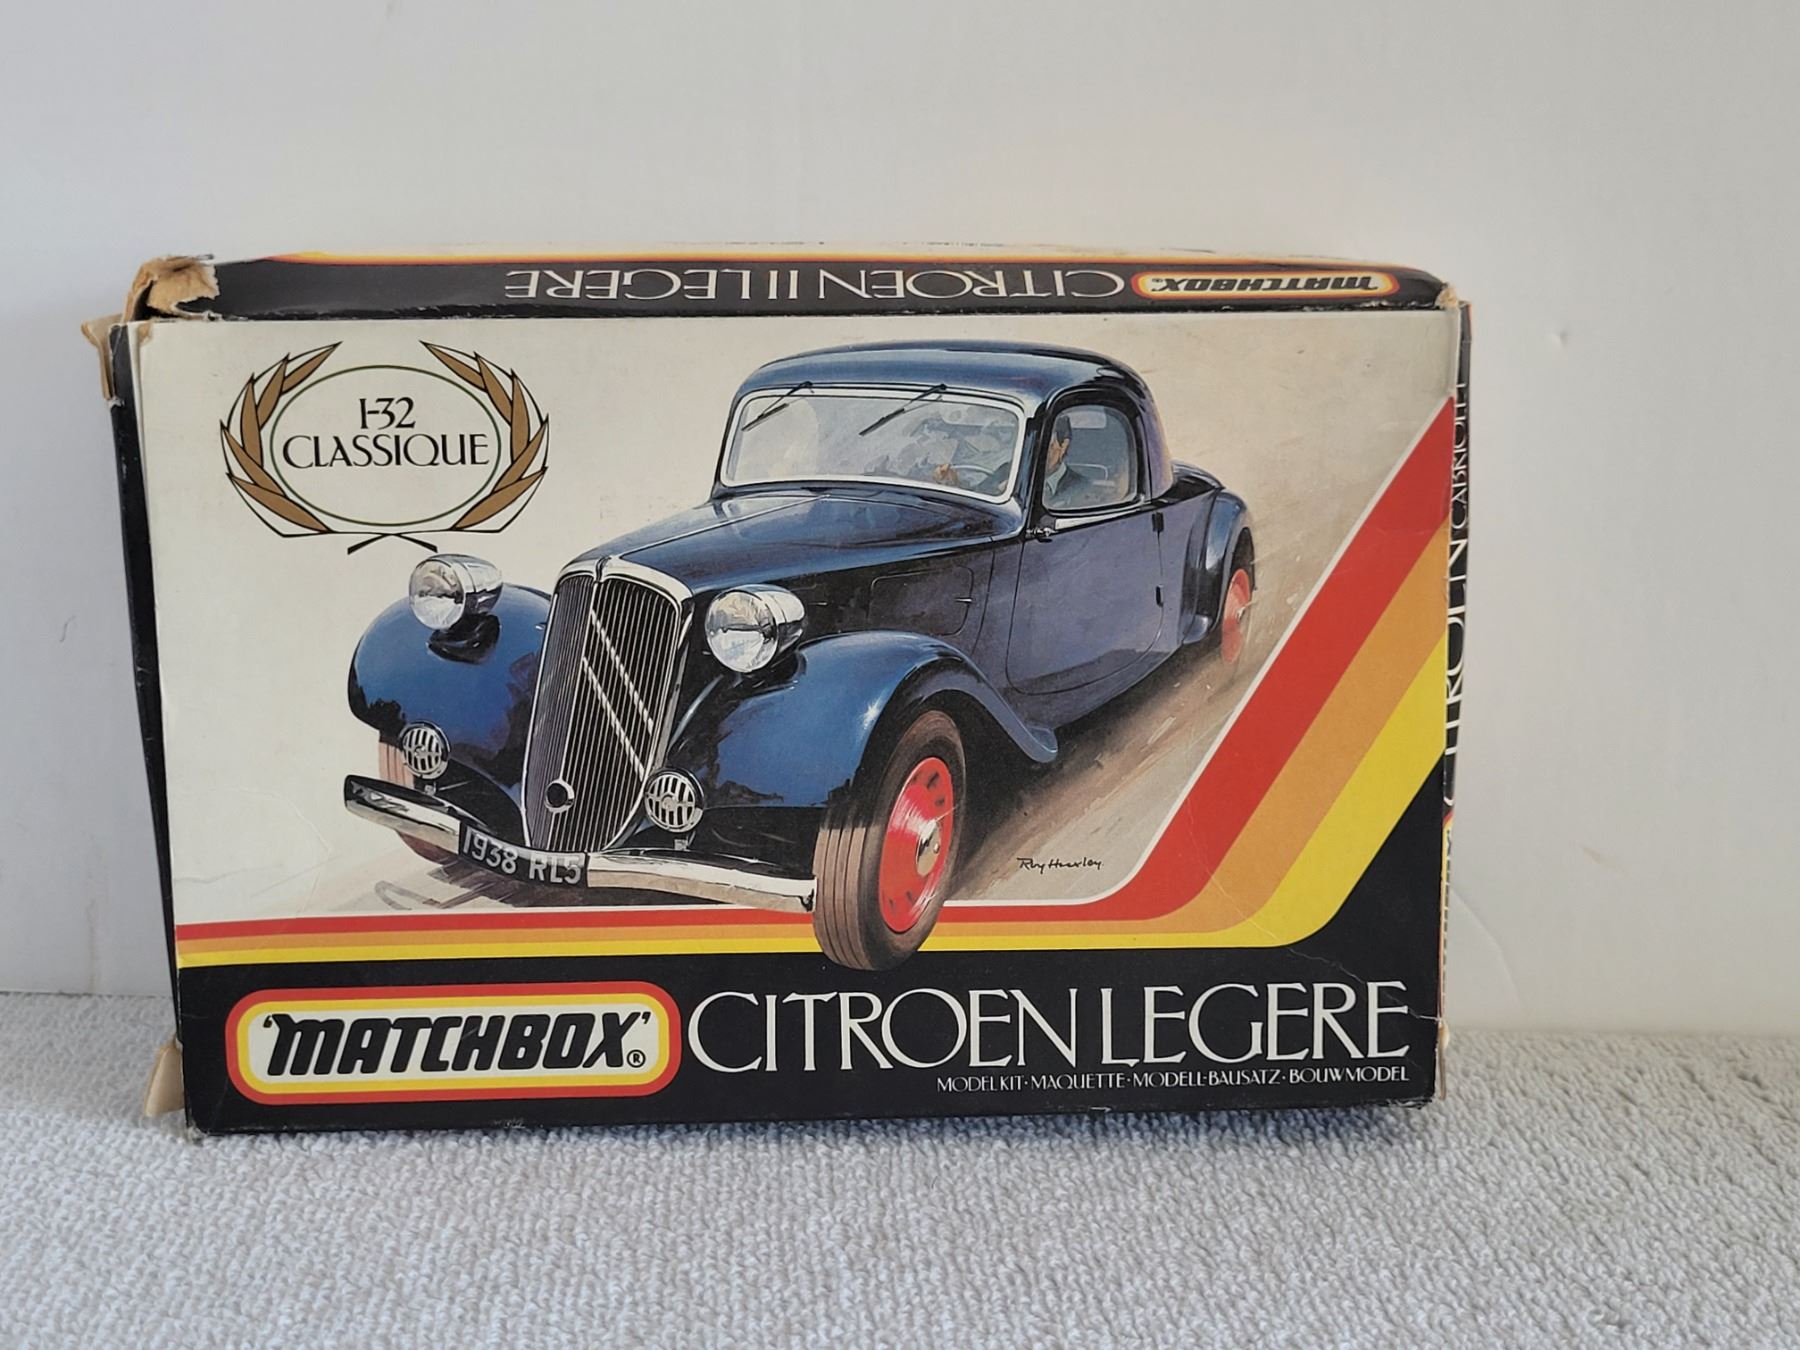 CITROEN 11 LEGERE
MATCHBOX
1-32
CLASSIQUE
CITROEN CABRIOLET
1938 RL5
Roy Huxley
'MATCHBOX'®
CITROEN LEGERE
MODEL KIT · MAQUETTE · MODELL-BAUSATZ · BOUWMODEL